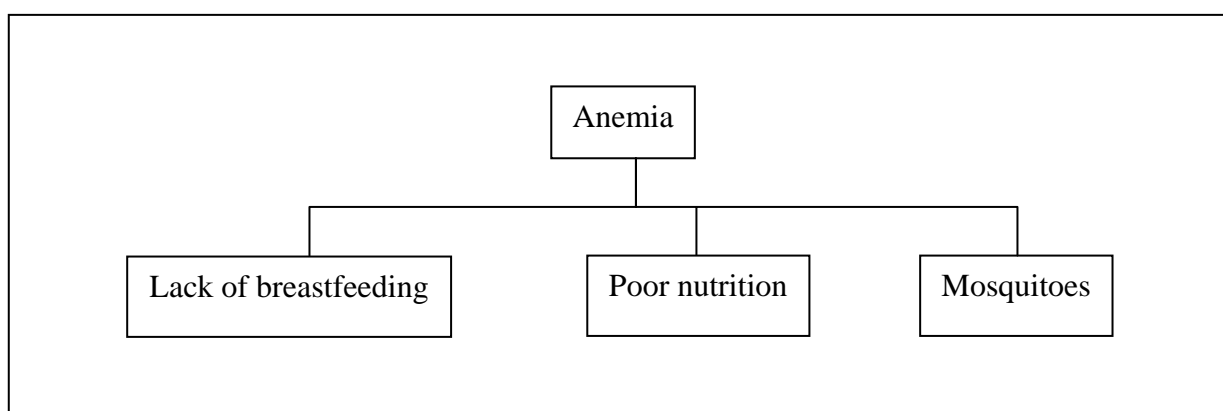 Anemia
Lack of breastfeeding
Poor nutrition
Mosquitoes